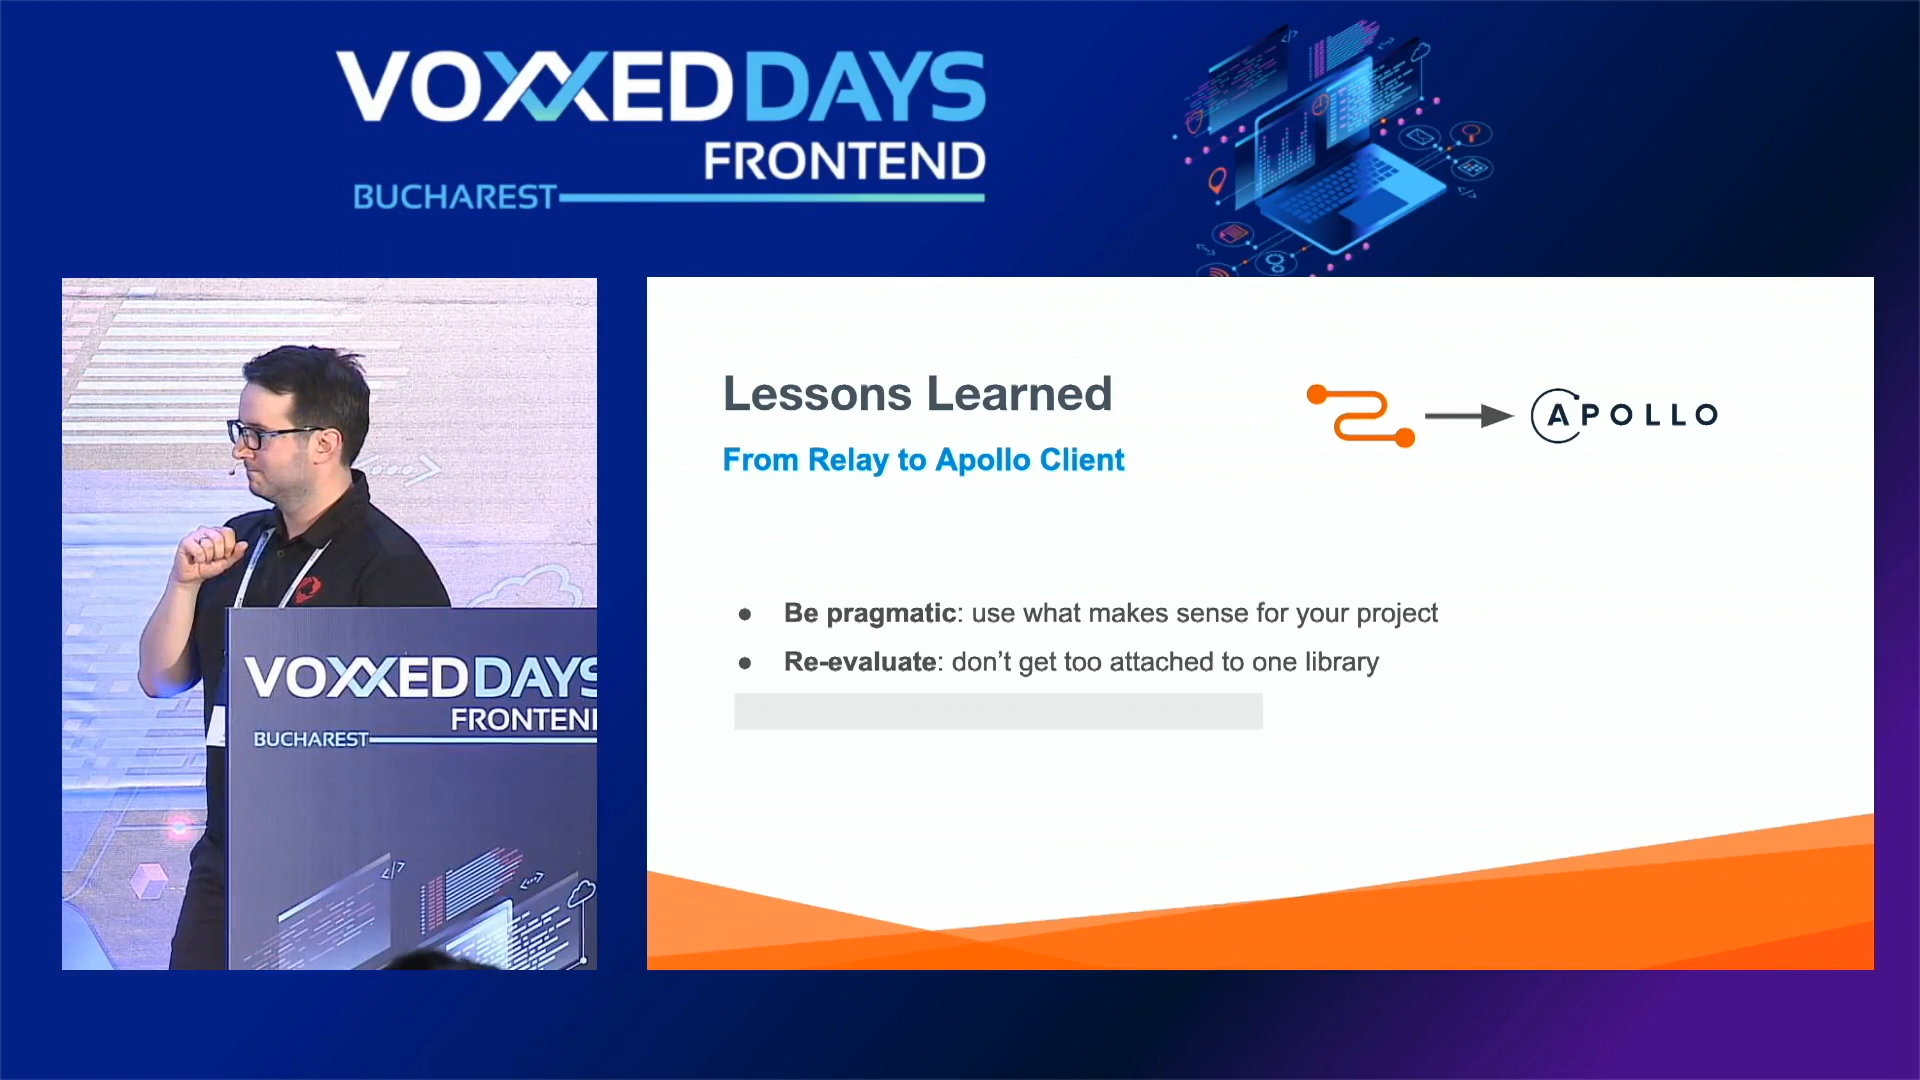 VOXXED DAYS
FRONTEND
BUCHAREST
Lessons Learned
From Relay to Apollo Client
APOLLO
● Be pragmatic: use what makes sense for your project
● Re-evaluate: don’t get too attached to one library
VOXXED DAYS
FRONTEN
BUCHAREST